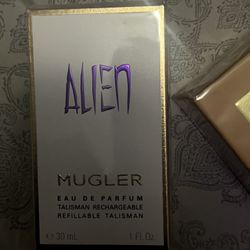 ALIEN
MUGLER
EAU DE PARFUM
TALISMAN RECHARGEABLE
REFILLABLE TALISMAN
e 30 mL 1 Fl Oz